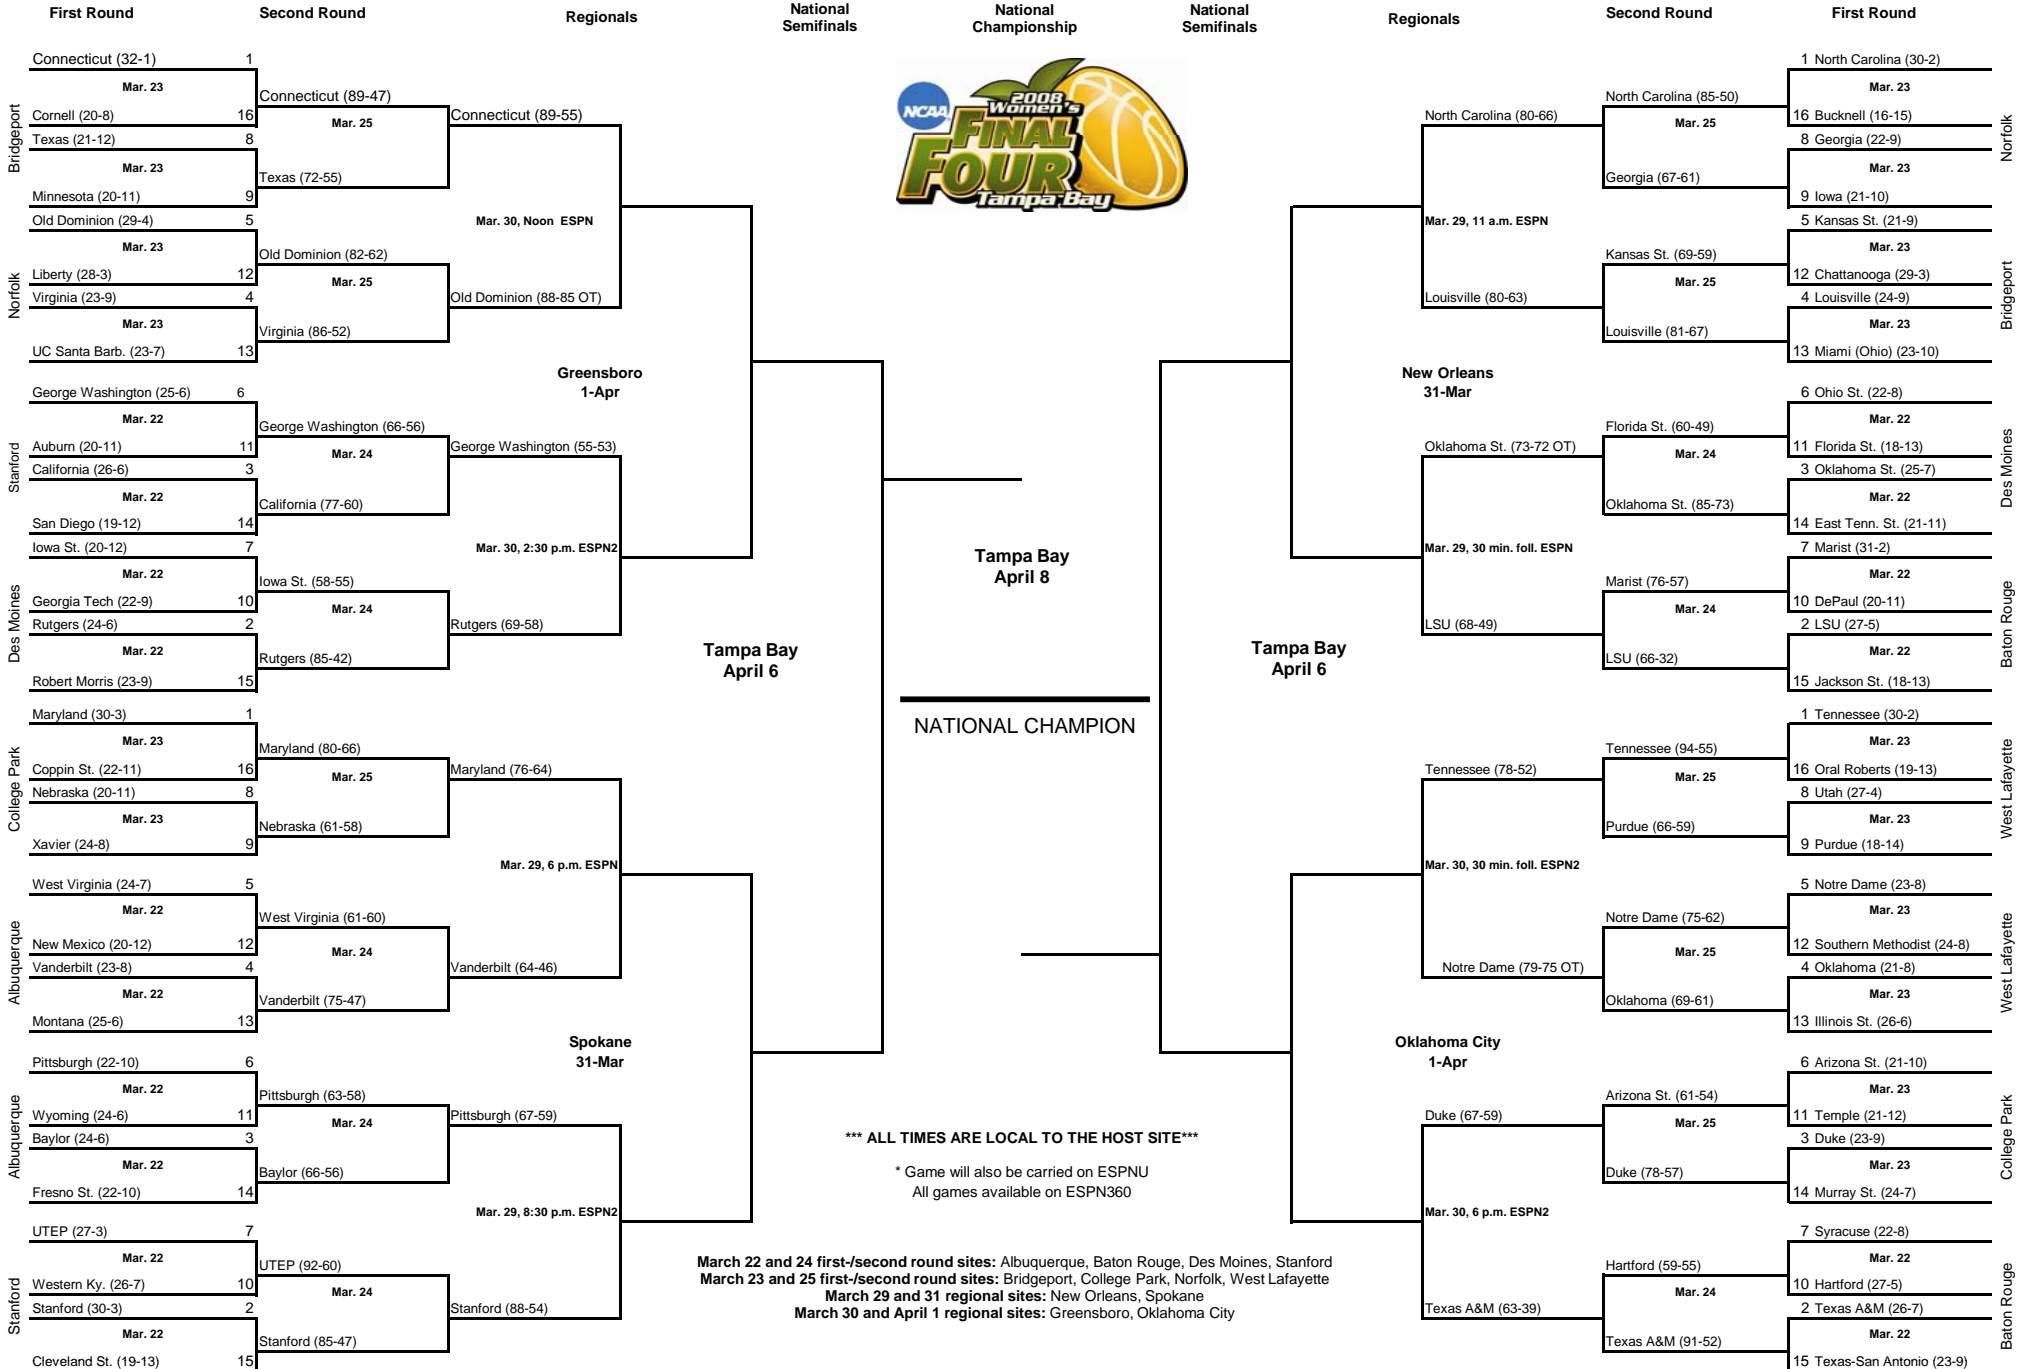 First Round
Second Round
Regionals
National
Semifinals
National
Championship
National
Semifinals
Regionals
Second Round
First Round
NCAA
2008
Women's
FINAL
FOUR
Tampa Bay
Bridgeport
Connecticut (32-1) 1
Mar. 23
Cornell (20-8) 16
Texas (21-12) 8
Mar. 23
Minnesota (20-11) 9
Norfolk
Old Dominion (29-4) 5
Mar. 23
Liberty (28-3) 12
Virginia (23-9) 4
Mar. 23
UC Santa Barb. (23-7) 13
Stanford
George Washington (25-6) 6
Mar. 22
Auburn (20-11) 11
California (26-6) 3
Mar. 22
San Diego (19-12) 14
Des Moines
Iowa St. (20-12) 7
Mar. 22
Georgia Tech (22-9) 10
Rutgers (24-6) 2
Mar. 22
Robert Morris (23-9) 15
College Park
Maryland (30-3) 1
Mar. 23
Coppin St. (22-11) 16
Nebraska (20-11) 8
Mar. 23
Xavier (24-8) 9
Albuquerque
West Virginia (24-7) 5
Mar. 22
New Mexico (20-12) 12
Vanderbilt (23-8) 4
Mar. 22
Montana (25-6) 13
Albuquerque
Pittsburgh (22-10) 6
Mar. 22
Wyoming (24-6) 11
Baylor (24-6) 3
Mar. 22
Fresno St. (22-10) 14
Stanford
UTEP (27-3) 7
Mar. 22
Western Ky. (26-7) 10
Stanford (30-3) 2
Mar. 22
Cleveland St. (19-13) 15
Connecticut (89-47)
Mar. 25
Texas (72-55)
Old Dominion (82-62)
Mar. 25
Virginia (86-52)
George Washington (66-56)
Mar. 24
California (77-60)
Iowa St. (58-55)
Mar. 24
Rutgers (85-42)
Maryland (80-66)
Mar. 25
Nebraska (61-58)
West Virginia (61-60)
Mar. 24
Vanderbilt (75-47)
Pittsburgh (63-58)
Mar. 24
Baylor (66-56)
UTEP (92-60)
Mar. 24
Stanford (85-47)
Connecticut (89-55)
Mar. 30, Noon ESPN
Old Dominion (88-85 OT)
Greensboro
1-Apr
George Washington (55-53)
Mar. 30, 2:30 p.m. ESPN2
Rutgers (69-58)
Maryland (76-64)
Mar. 29, 6 p.m. ESPN
Vanderbilt (64-46)
Spokane
31-Mar
Pittsburgh (67-59)
Mar. 29, 8:30 p.m. ESPN2
Stanford (88-54)
Tampa Bay
April 6
Tampa Bay
April 8
NATIONAL CHAMPION
Tampa Bay
April 6
*** ALL TIMES ARE LOCAL TO THE HOST SITE***
* Game will also be carried on ESPNU
All games available on ESPN360
March 22 and 24 first-/second round sites: Albuquerque, Baton Rouge, Des Moines, Stanford
March 23 and 25 first-/second round sites: Bridgeport, College Park, Norfolk, West Lafayette
March 29 and 31 regional sites: New Orleans, Spokane
March 30 and April 1 regional sites: Greensboro, Oklahoma City
North Carolina (80-66)
Mar. 29, 11 a.m. ESPN
Louisville (80-63)
New Orleans
31-Mar
Oklahoma St. (73-72 OT)
Mar. 29, 30 min. foll. ESPN
LSU (68-49)
Tennessee (78-52)
Mar. 30, 30 min. foll. ESPN2
Notre Dame (79-75 OT)
Oklahoma City
1-Apr
Duke (67-59)
Mar. 30, 6 p.m. ESPN2
Texas A&M (63-39)
North Carolina (85-50)
Mar. 25
Georgia (67-61)
Kansas St. (69-59)
Mar. 25
Louisville (81-67)
Florida St. (60-49)
Mar. 24
Oklahoma St. (85-73)
Marist (76-57)
Mar. 24
LSU (66-32)
Tennessee (94-55)
Mar. 25
Purdue (66-59)
Notre Dame (75-62)
Mar. 25
Oklahoma (69-61)
Arizona St. (61-54)
Mar. 25
Duke (78-57)
Hartford (59-55)
Mar. 24
Texas A&M (91-52)
1 North Carolina (30-2)
Mar. 23
16 Bucknell (16-15)
8 Georgia (22-9)
Mar. 23
9 Iowa (21-10)
Norfolk
5 Kansas St. (21-9)
Mar. 23
12 Chattanooga (29-3)
4 Louisville (24-9)
Mar. 23
13 Miami (Ohio) (23-10)
Bridgeport
6 Ohio St. (22-8)
Mar. 22
11 Florida St. (18-13)
3 Oklahoma St. (25-7)
Mar. 22
14 East Tenn. St. (21-11)
Des Moines
7 Marist (31-2)
Mar. 22
10 DePaul (20-11)
2 LSU (27-5)
Mar. 22
15 Jackson St. (18-13)
Baton Rouge
1 Tennessee (30-2)
Mar. 23
16 Oral Roberts (19-13)
8 Utah (27-4)
Mar. 23
9 Purdue (18-14)
West Lafayette
5 Notre Dame (23-8)
Mar. 23
12 Southern Methodist (24-8)
4 Oklahoma (21-8)
Mar. 23
13 Illinois St. (26-6)
West Lafayette
6 Arizona St. (21-10)
Mar. 23
11 Temple (21-12)
3 Duke (23-9)
Mar. 23
14 Murray St. (24-7)
College Park
7 Syracuse (22-8)
Mar. 22
10 Hartford (27-5)
2 Texas A&M (26-7)
Mar. 22
15 Texas-San Antonio (23-9)
Baton Rouge